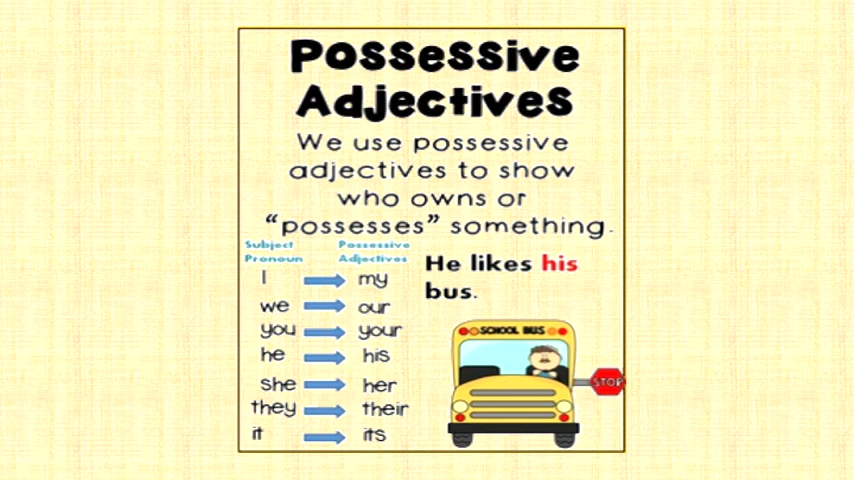 Possessive
Adjectives
We use possessive
adjectives to show
who owns or
“possesses” something.
Subject Possessive
Pronoun Adjectives
I my
we our
you your
he his
she her
they their
it its
He likes his
bus.
SCHOOL BUS
STOP